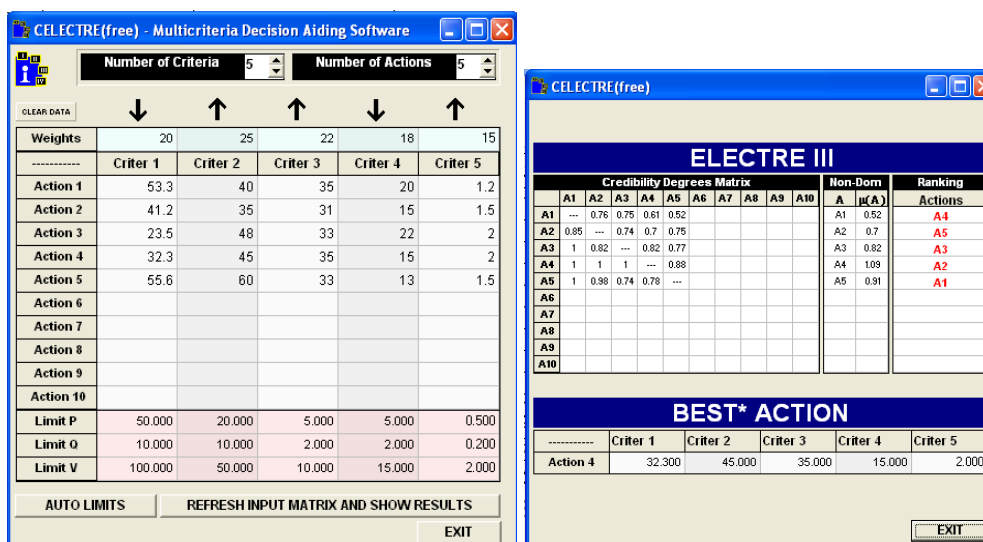 CELECTRE(free) - Multicriteria Decision Aiding Software
Number of Criteria 5 Number of Actions 5
CLEAR DATA ↓ ↑ ↑ ↓ ↑
Weights 20 25 22 18 15
----------- Criter 1 Criter 2 Criter 3 Criter 4 Criter 5
Action 1 53.3 40 35 20 1.2
Action 2 41.2 35 31 15 1.5
Action 3 23.5 48 33 22 2
Action 4 32.3 45 35 15 2
Action 5 55.6 60 33 13 1.5
Action 6
Action 7
Action 8
Action 9
Action 10
Limit P 50.000 20.000 5.000 5.000 0.500
Limit Q 10.000 10.000 2.000 2.000 0.200
Limit V 100.000 50.000 10.000 15.000 2.000
AUTO LIMITS REFRESH INPUT MATRIX AND SHOW RESULTS
EXIT
CELECTRE(free)
ELECTRE III
Credibility Degrees Matrix Non-Dom Ranking
A1 A2 A3 A4 A5 A6 A7 A8 A9 A10 A µ(A) Actions
A1 --- 0.76 0.75 0.61 0.52 A1 0.52 A4
A2 0.85 --- 0.74 0.7 0.75 A2 0.7 A5
A3 1 0.82 --- 0.82 0.77 A3 0.82 A3
A4 1 1 1 --- 0.88 A4 1.09 A2
A5 1 0.98 0.74 0.78 --- A5 0.91 A1
A6
A7
A8
A9
A10
BEST* ACTION
----------- Criter 1 Criter 2 Criter 3 Criter 4 Criter 5
Action 4 32.300 45.000 35.000 15.000 2.000
EXIT